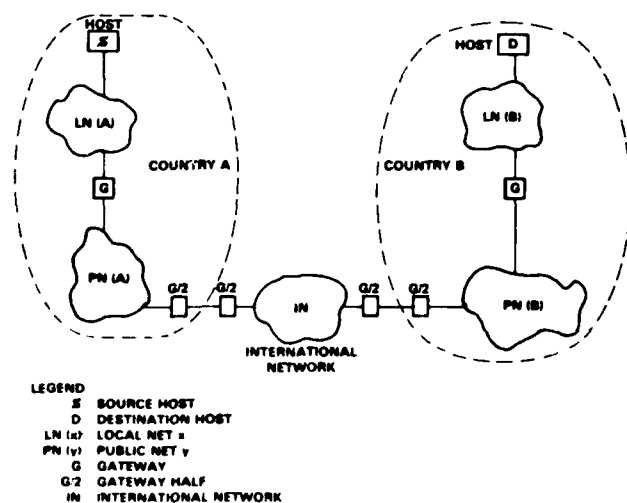 HOST
S
HOST
D
LN (A)
LN (B)
COUNTRY A
COUNTRY B
G
G
PN (A)
G/2
G/2
IN
G/2
G/2
PN (B)
INTERNATIONAL
NETWORK
LEGEND
S SOURCE HOST
D DESTINATION HOST
LN (x) LOCAL NET x
PN (y) PUBLIC NET y
G GATEWAY
G/2 GATEWAY HALF
IN INTERNATIONAL NETWORK